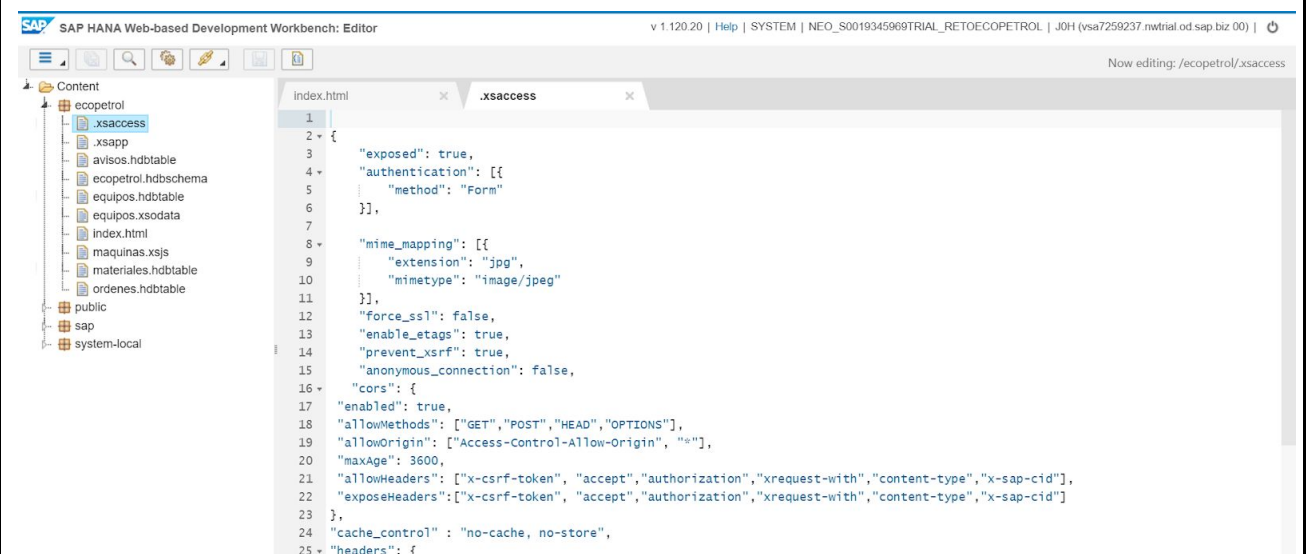 SAP SAP HANA Web-based Development Workbench: Editor
v 1.120.20 | Help | SYSTEM | NEO_S0019345969TRIAL_RETOECOPETROL | J0H (vsa7259237.nwtrial.od.sap.biz 00) |
Now editing: /ecopetrol/.xsaccess
Content
ecopetrol
.xsaccess
.xsapp
avisos.hdbtable
ecopetrol.hdbschema
equipos.hdbtable
equipos.xsodata
index.html
maquinas.xsjs
materiales.hdbtable
ordenes.hdbtable
public
sap
system-local
index.html
.xsaccess
1
2 {
3 "exposed": true,
4 "authentication": [{
5 "method": "Form"
6 }],
7
8 "mime_mapping": [{
9 "extension": "jpg",
10 "mimetype": "image/jpeg"
11 }],
12 "force_ssl": false,
13 "enable_etags": true,
14 "prevent_xsrf": true,
15 "anonymous_connection": false,
16 "cors": {
17 "enabled": true,
18 "allowMethods": ["GET","POST","HEAD","OPTIONS"],
19 "allowOrigin": ["Access-Control-Allow-Origin", "*"],
20 "maxAge": 3600,
21 "allowHeaders": ["x-csrf-token", "accept","authorization","xrequest-with","content-type","x-sap-cid"],
22 "exposeHeaders":["x-csrf-token", "accept","authorization","xrequest-with","content-type","x-sap-cid"]
23 },
24 "cache_control" : "no-cache, no-store",
25 "headers": {